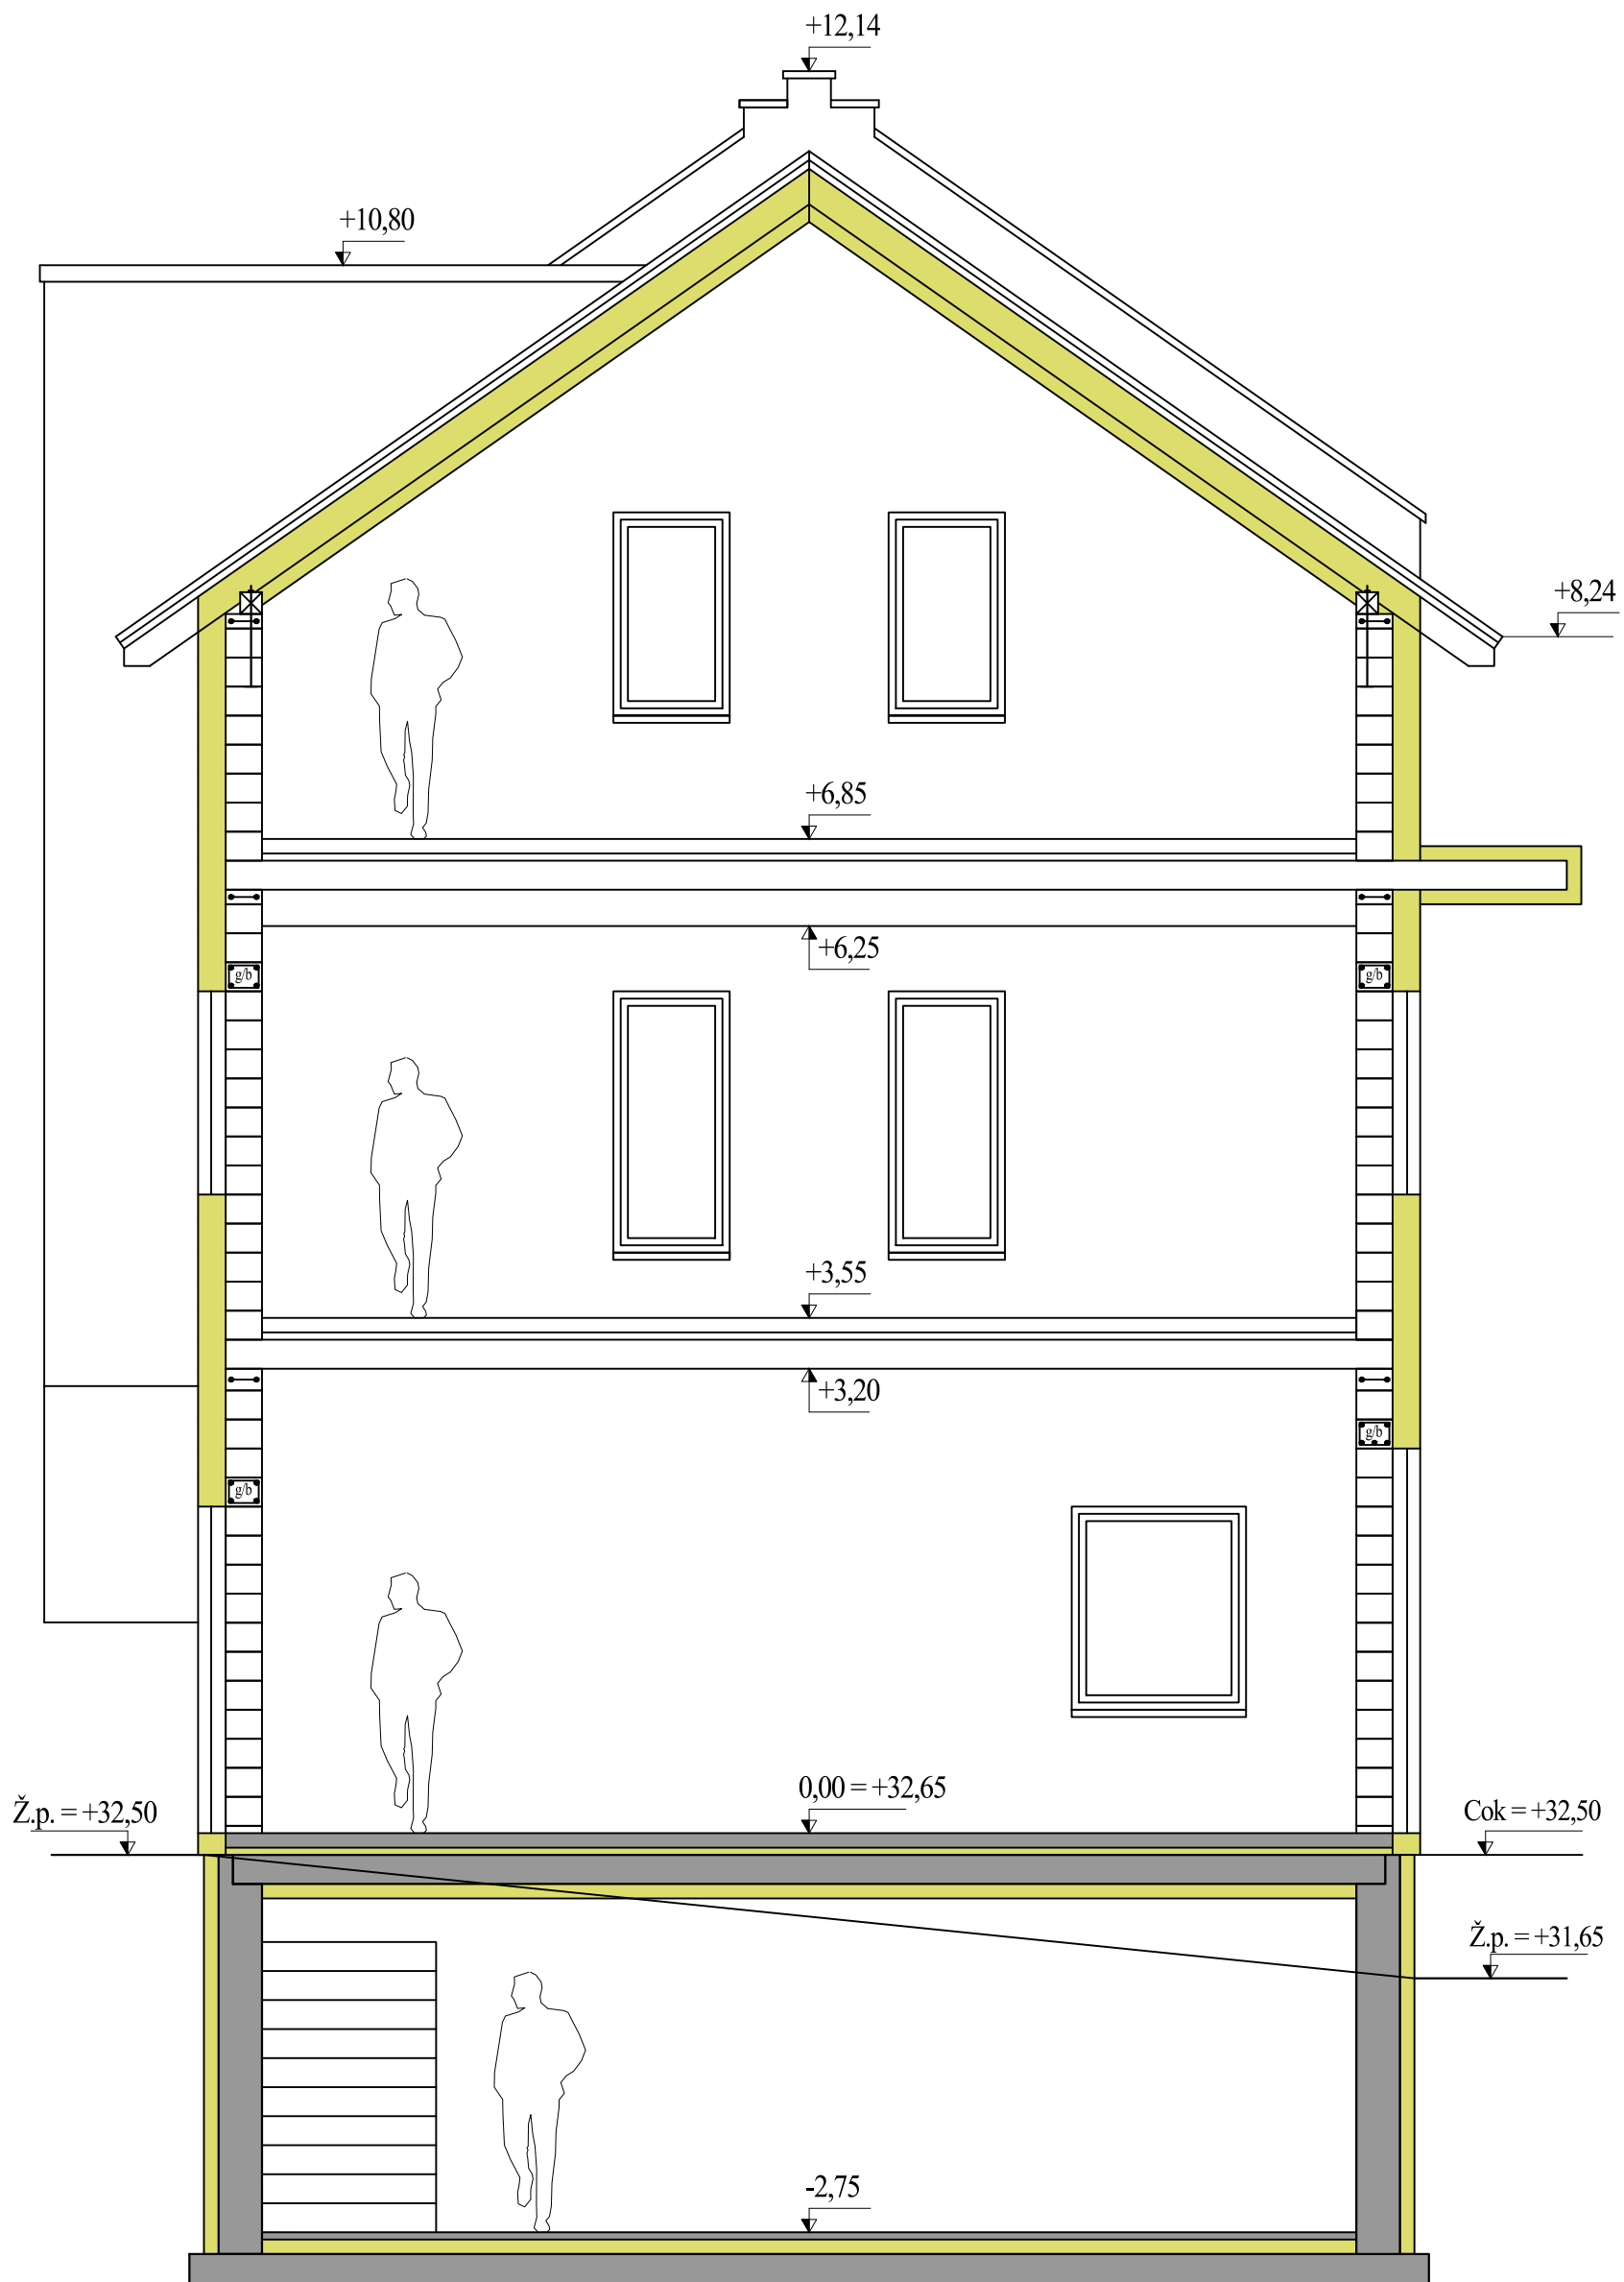 +12,14
+10,80
+8,24
+6,85
+6,25
g/b g/b
+3,55
+3,20
g/b
g/b
0,00 = +32,65
Ž.p. = +32,50
Cok = +32,50
Ž.p. = +31,65
-2,75